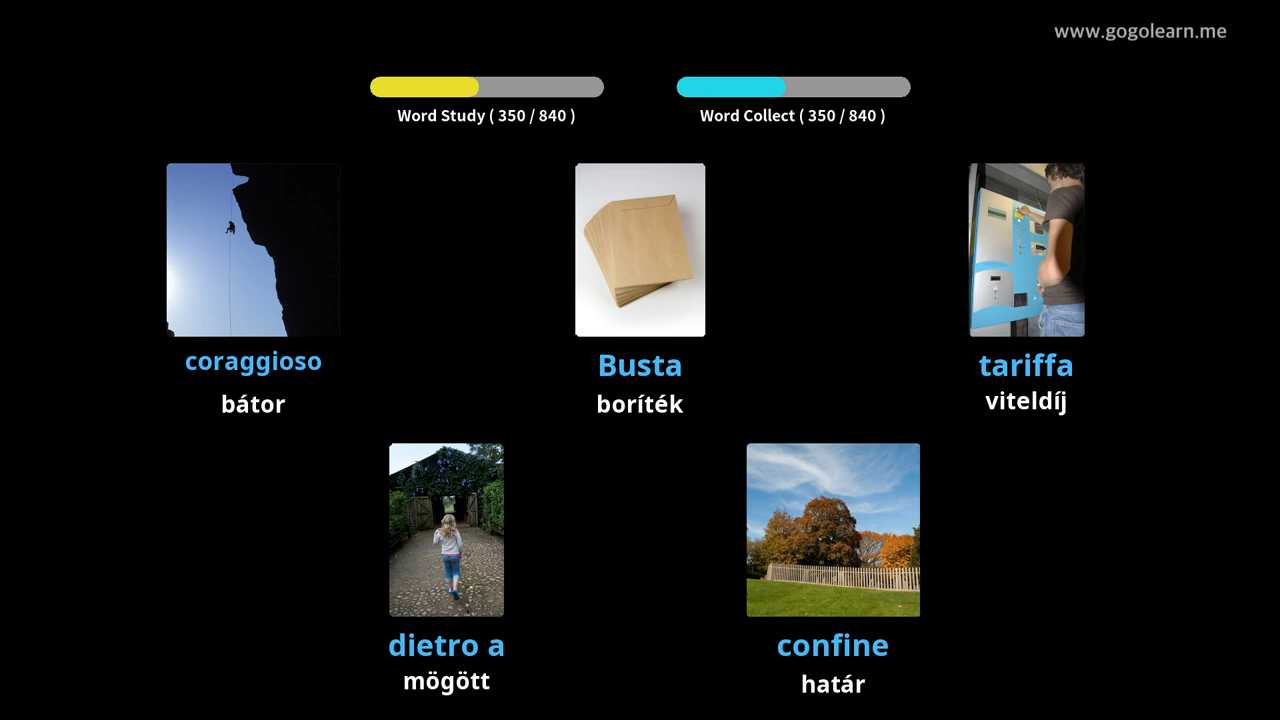 www.gogolearn.me
Word Study ( 350 / 840 )
Word Collect ( 350 / 840 )
coraggioso
bátor
Busta
boríték
tariffa
viteldíj
dietro a
mögött
confine
határ